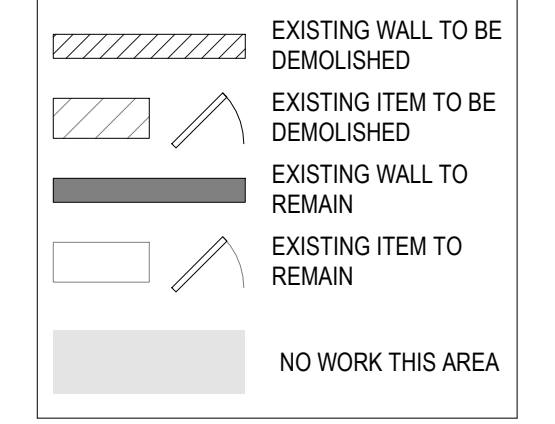 EXISTING WALL TO BE
DEMOLISHED
EXISTING ITEM TO BE
DEMOLISHED
EXISTING WALL TO
REMAIN
EXISTING ITEM TO
REMAIN
NO WORK THIS AREA